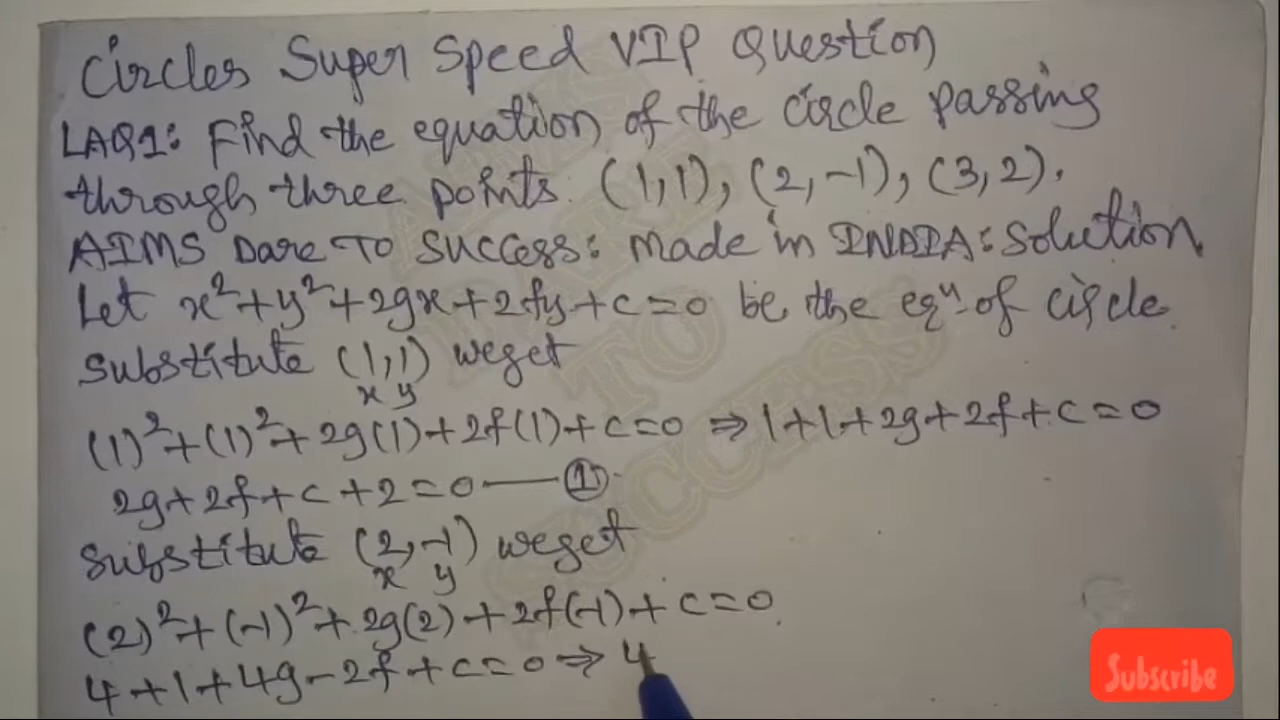 Circles Super Speed VIP Question
LAQ1: Find the equation of the circle passing
through three points (1,1), (2,-1), (3,2).
AIMS Dare To Success: Made in INDIA: Solution
Let x²+y²+2gx+2fy+c=0 be the eqⁿ of circle.
Substitute (1,1) we get
x y
(1)²+(1)²+2g(1)+2f(1)+c=0 ⇒ 1+1+2g+2f+c=0
2g+2f+c+2=0 — ①
Substitute (2,-1) we get
x y
(2)²+(-1)²+2g(2)+2f(-1)+c=0
4+1+4g-2f+c=0 ⇒ 4
AIMS
DARE
TO
SUCCESS
Subscribe